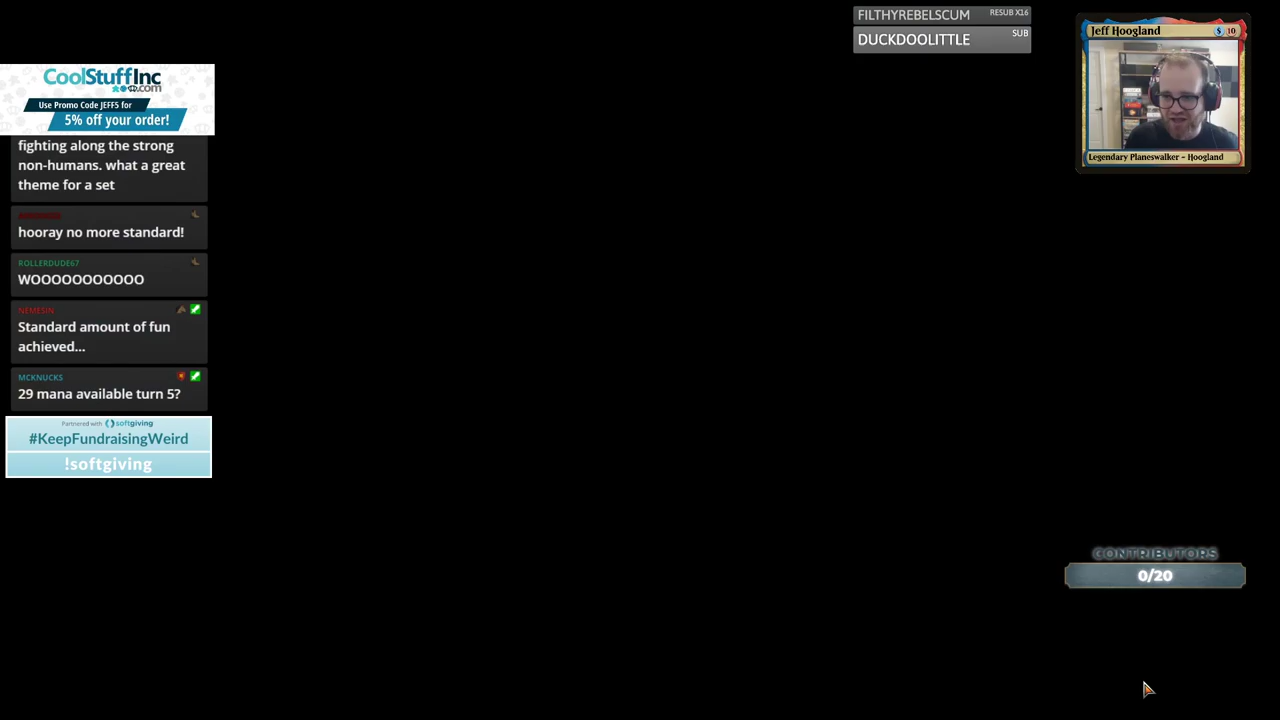 FILTHYREBELSCUM RESUB X16
DUCKDOOLITTLE SUB
Jeff Hoogland 10
Legendary Planeswalker - Hoogland
CoolStuffInc
.com
Use Promo Code JEFF5 for
5% off your order!
fighting along the strong
non-humans. what a great
theme for a set
hooray no more standard!
ROLLERDUDE67
WOOOOOOOOOOO
NEMESIN
Standard amount of fun
achieved...
MCKNUCKS
29 mana available turn 5?
Partnered with softgiving
#KeepFundraisingWeird
!softgiving
CONTRIBUTORS
0/20